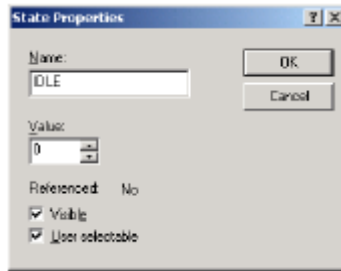 State Properties
Name:
IDLE
OK
Cancel
Value:
0
Referenced: No
Visible
User selectable